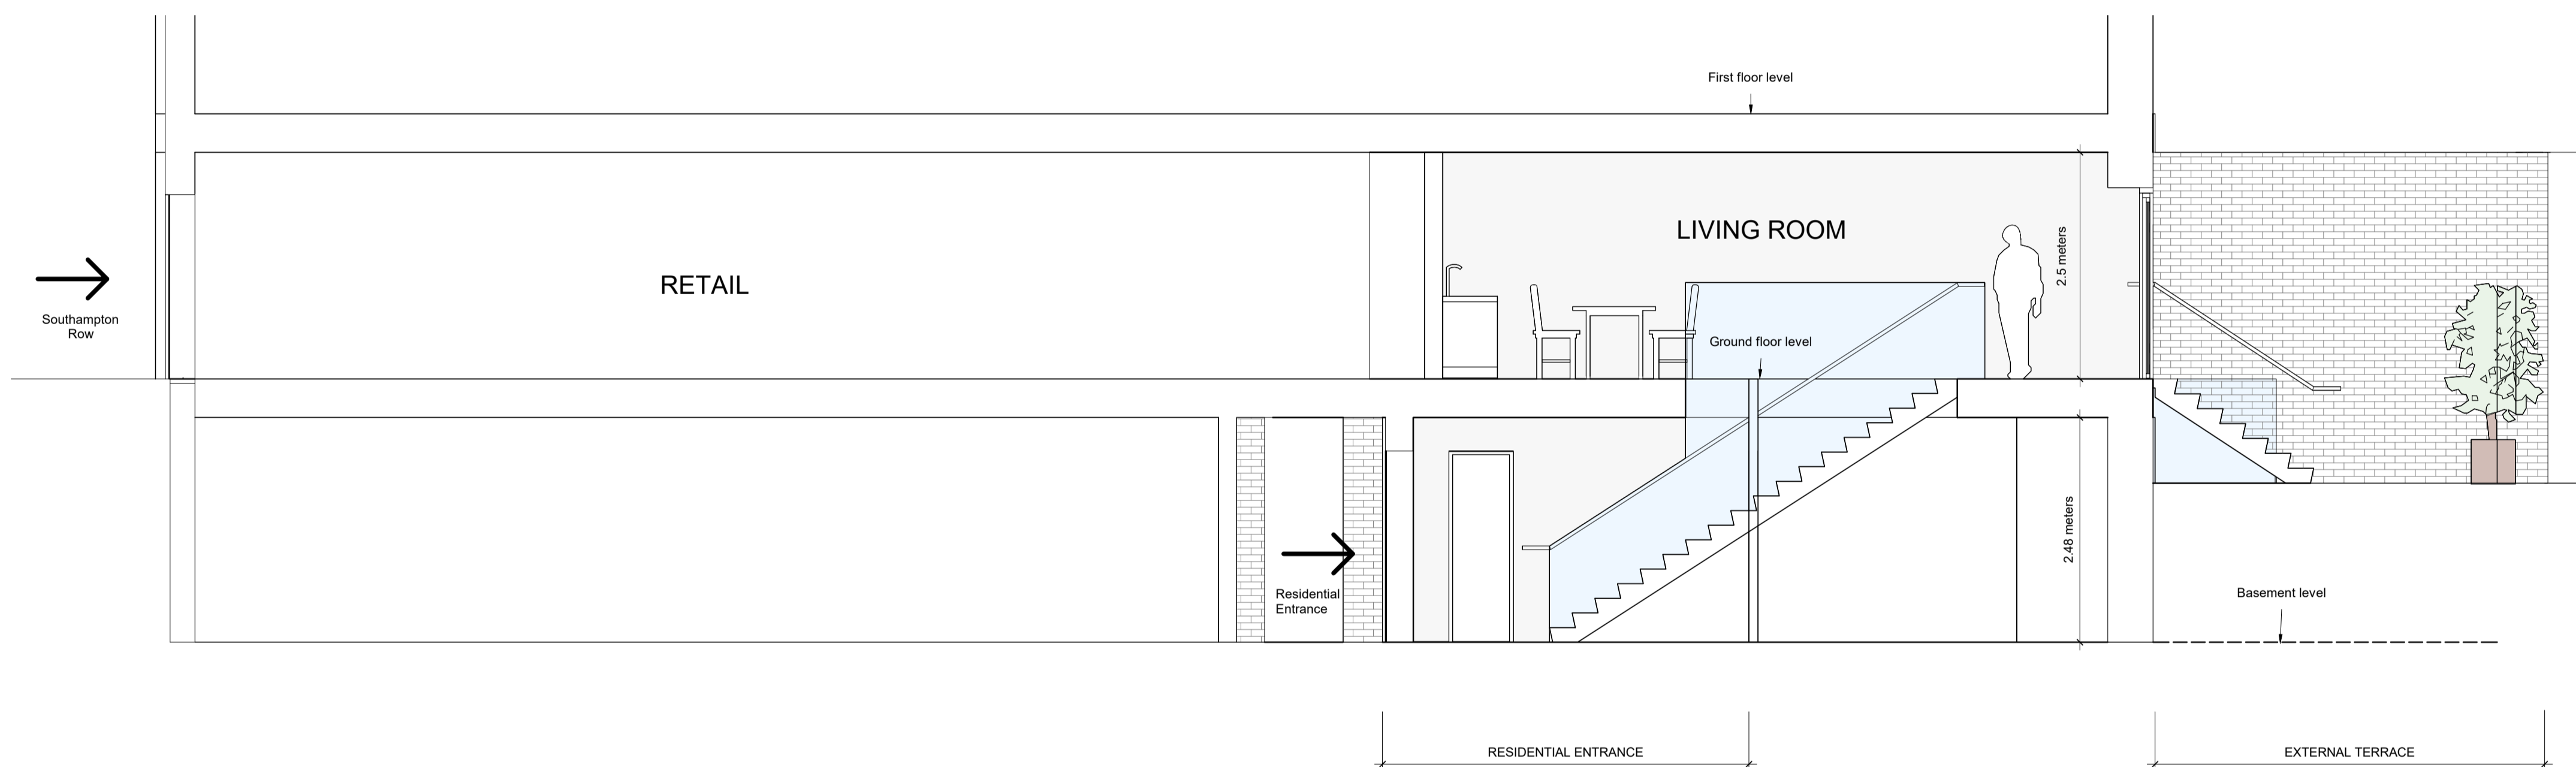 First floor level
LIVING ROOM
2.5 meters
RETAIL
Southampton
Row
Ground floor level
2.48 meters
Residential
Entrance
Basement level
RESIDENTIAL ENTRANCE
EXTERNAL TERRACE